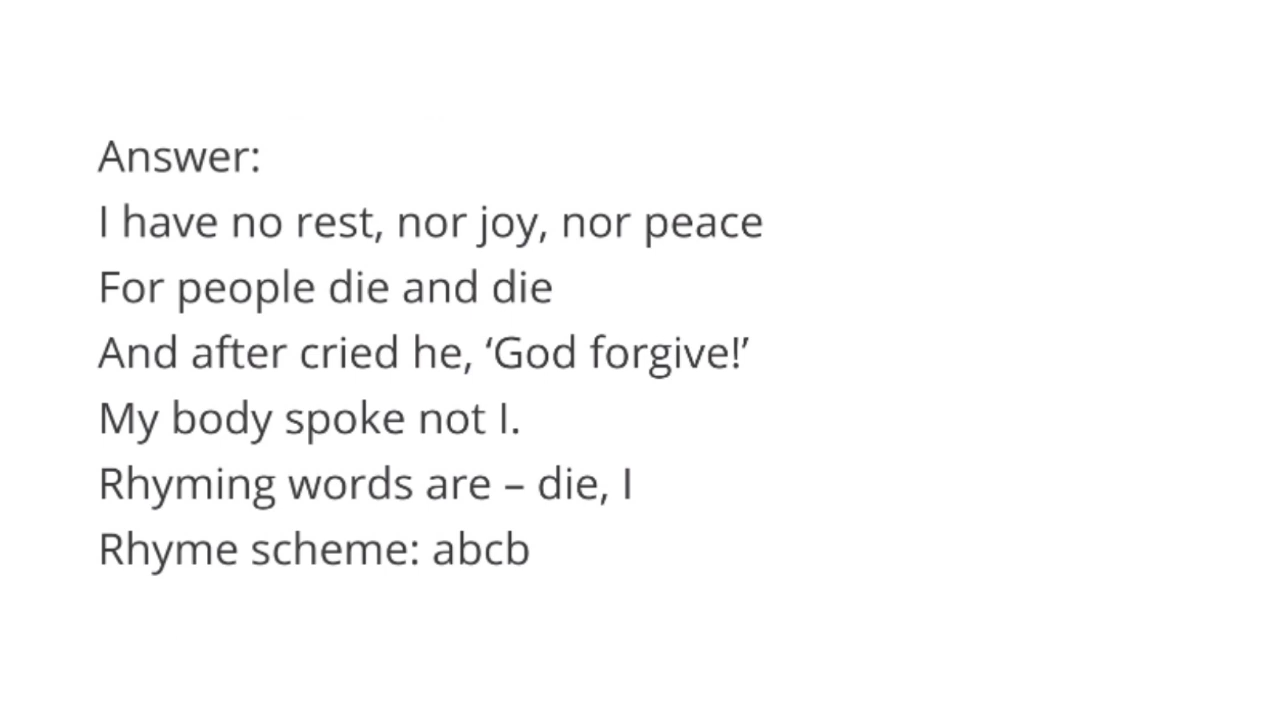 Answer:
I have no rest, nor joy, nor peace
For people die and die
And after cried he, ‘God forgive!’
My body spoke not I.
Rhyming words are – die, I
Rhyme scheme: abcb